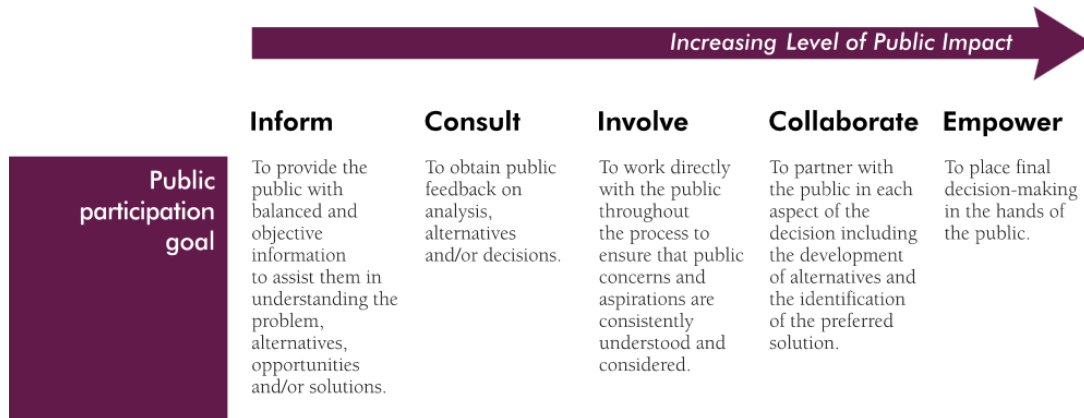 Increasing Level of Public Impact
Inform
Consult
Involve
Collaborate
Empower
Public
participation
goal
To provide the
public with
balanced and
objective
information
to assist them in
understanding the
problem,
alternatives,
opportunities
and/or solutions.
To obtain public
feedback on
analysis,
alternatives
and/or decisions.
To work directly
with the public
throughout
the process to
ensure that public
concerns and
aspirations are
consistently
understood and
considered.
To partner with
the public in each
aspect of the
decision including
the development
of alternatives and
the identification
of the preferred
solution.
To place final
decision-making
in the hands of
the public.